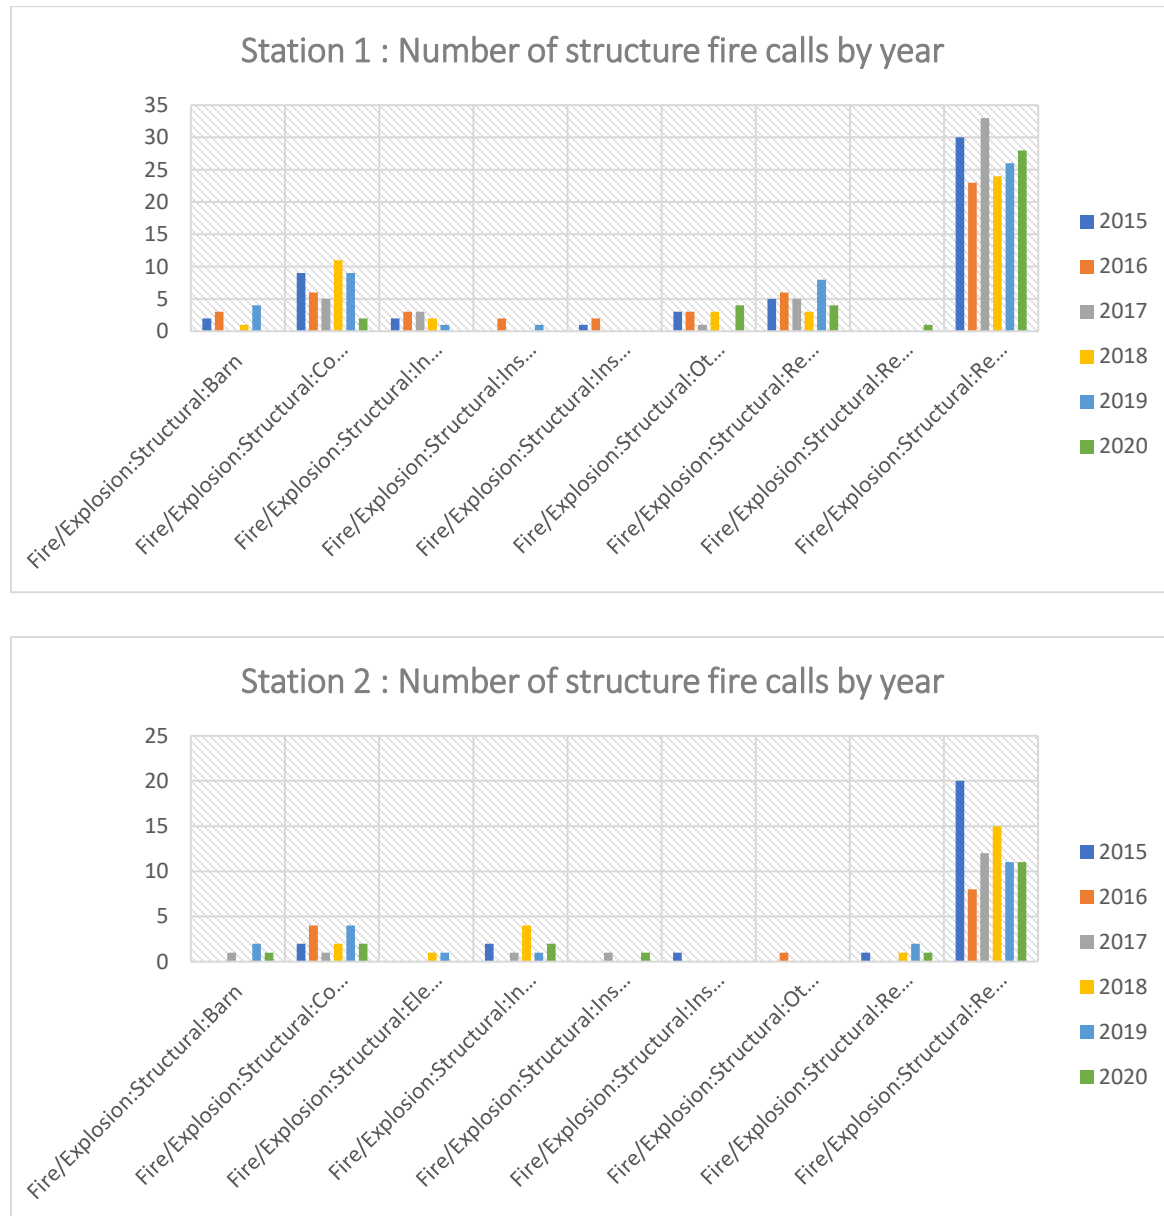 Station 1 : Number of structure fire calls by year
35
30
25
20
15
10
5
0
Fire/Explosion:Structural:Barn
Fire/Explosion:Structural:Co...
Fire/Explosion:Structural:In...
Fire/Explosion:Structural:Ins...
Fire/Explosion:Structural:Ins...
Fire/Explosion:Structural:Ot...
Fire/Explosion:Structural:Re...
Fire/Explosion:Structural:Re...
Fire/Explosion:Structural:Re...
2015
2016
2017
2018
2019
2020
Station 2 : Number of structure fire calls by year
25
20
15
10
5
0
Fire/Explosion:Structural:Barn
Fire/Explosion:Structural:Co...
Fire/Explosion:Structural:Ele...
Fire/Explosion:Structural:In...
Fire/Explosion:Structural:Ins...
Fire/Explosion:Structural:Ins...
Fire/Explosion:Structural:Ot...
Fire/Explosion:Structural:Re...
Fire/Explosion:Structural:Re...
2015
2016
2017
2018
2019
2020